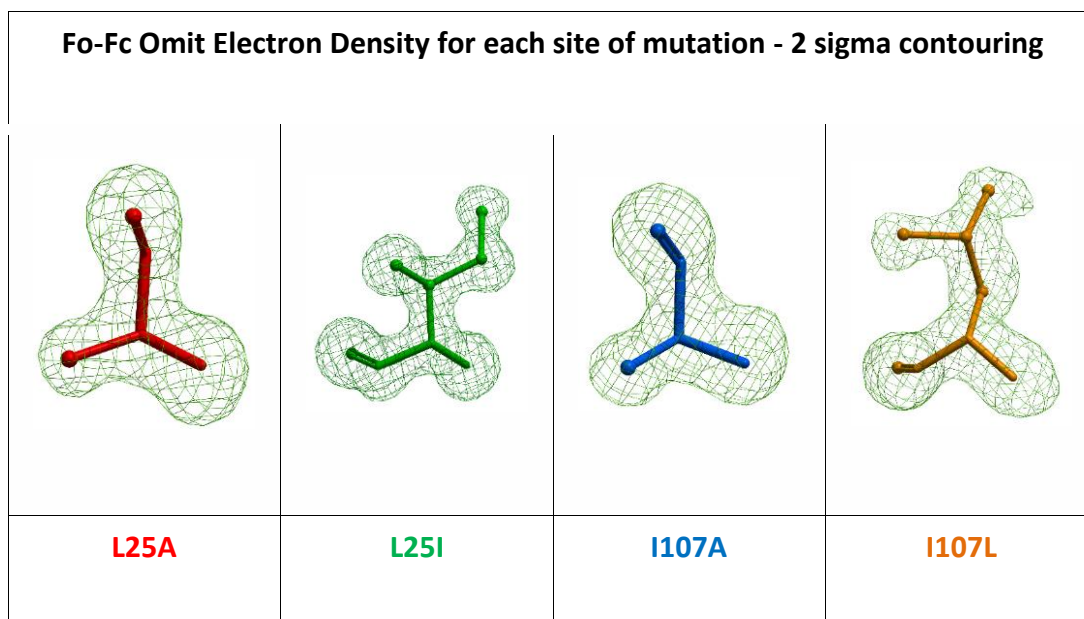 Fo-Fc Omit Electron Density for each site of mutation - 2 sigma contouring
L25A
L25I
I107A
I107L